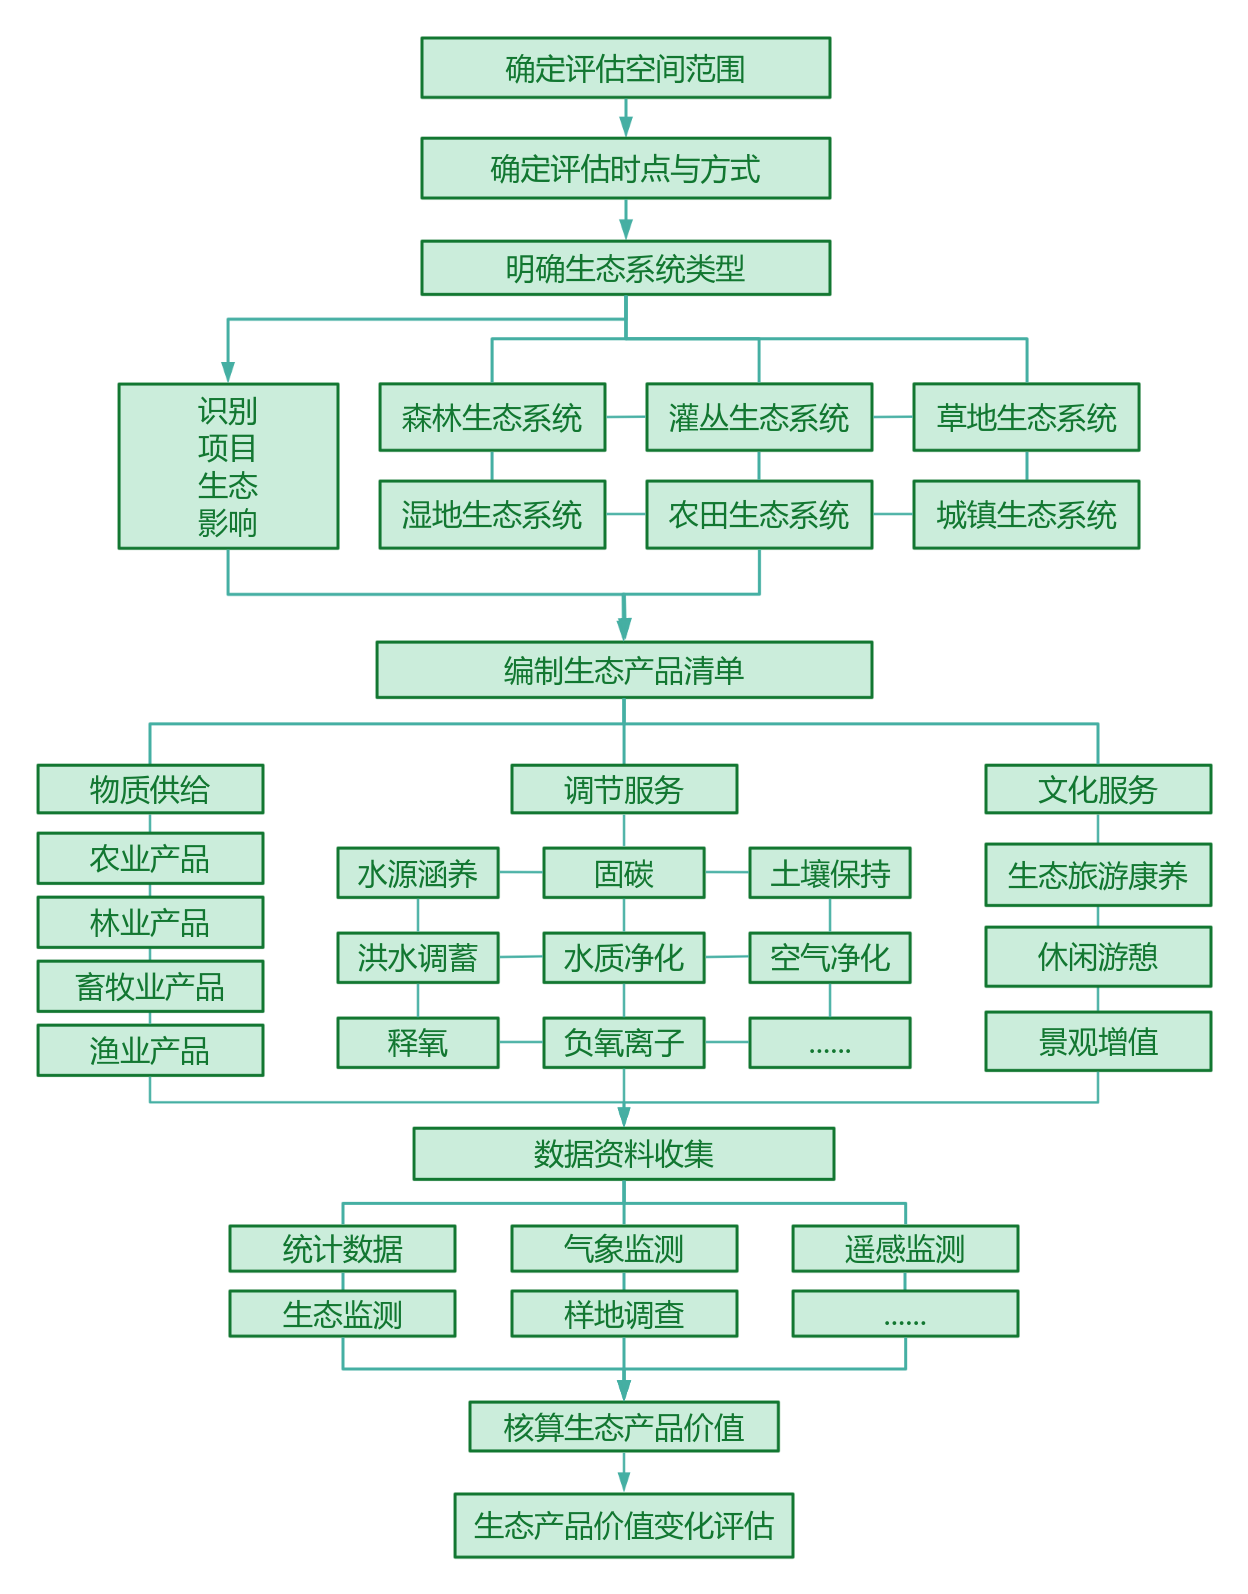 确定评估空间范围
确定评估时点与方式
明确生态系统类型
识别
项目
生态
影响
森林生态系统
灌丛生态系统
草地生态系统
湿地生态系统
农田生态系统
城镇生态系统
编制生态产品清单
物质供给
农业产品
林业产品
畜牧业产品
渔业产品
调节服务
水源涵养
固碳
土壤保持
洪水调蓄
水质净化
空气净化
释氧
负氧离子
......
文化服务
生态旅游康养
休闲游憩
景观增值
数据资料收集
统计数据
气象监测
遥感监测
生态监测
样地调查
......
核算生态产品价值
生态产品价值变化评估